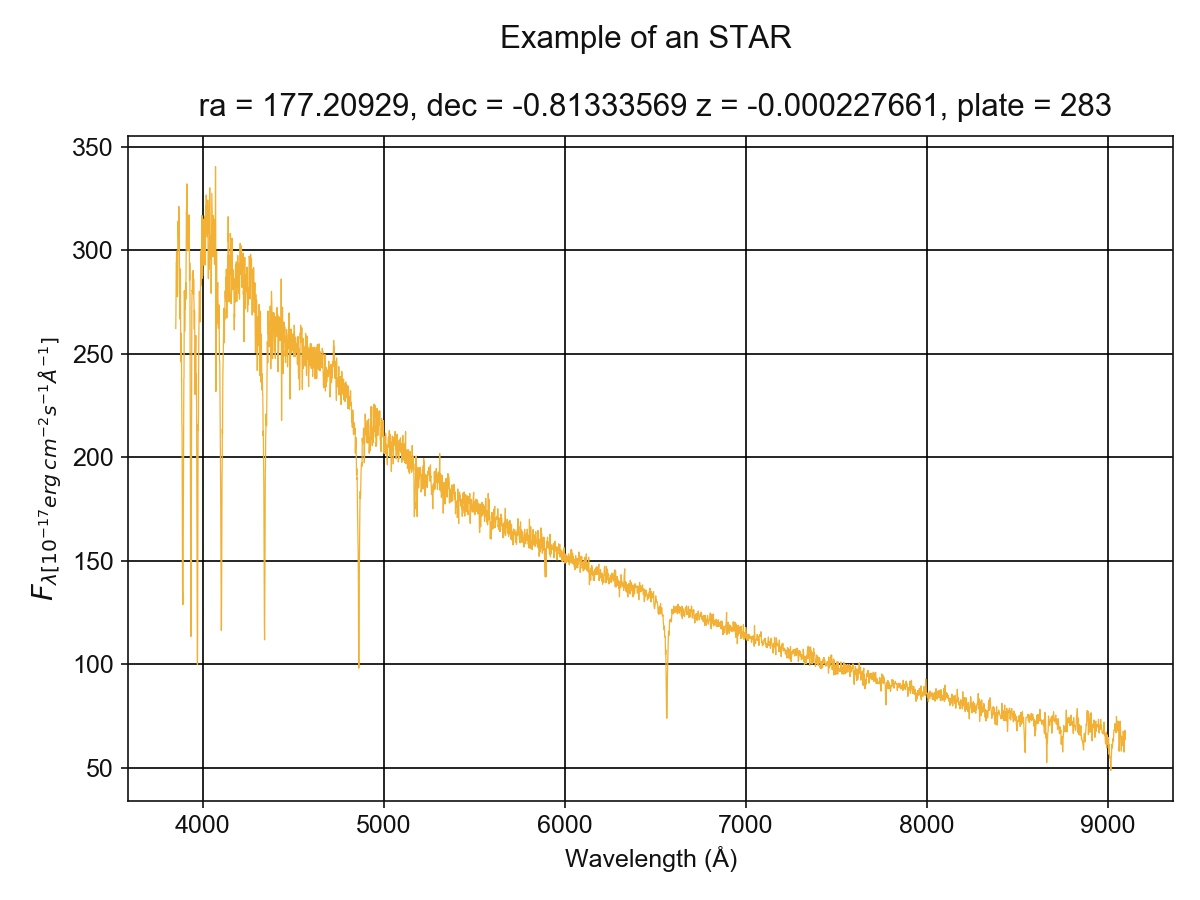 Example of an STAR
ra = 177.20929, dec = -0.81333569 z = -0.000227661, plate = 283
350
300
250
200
150
100
50
F_{λ[10^{-17} erg cm^{-2} s^{-1} Å^{-1}]}
4000 5000 6000 7000 8000 9000
Wavelength (Å)